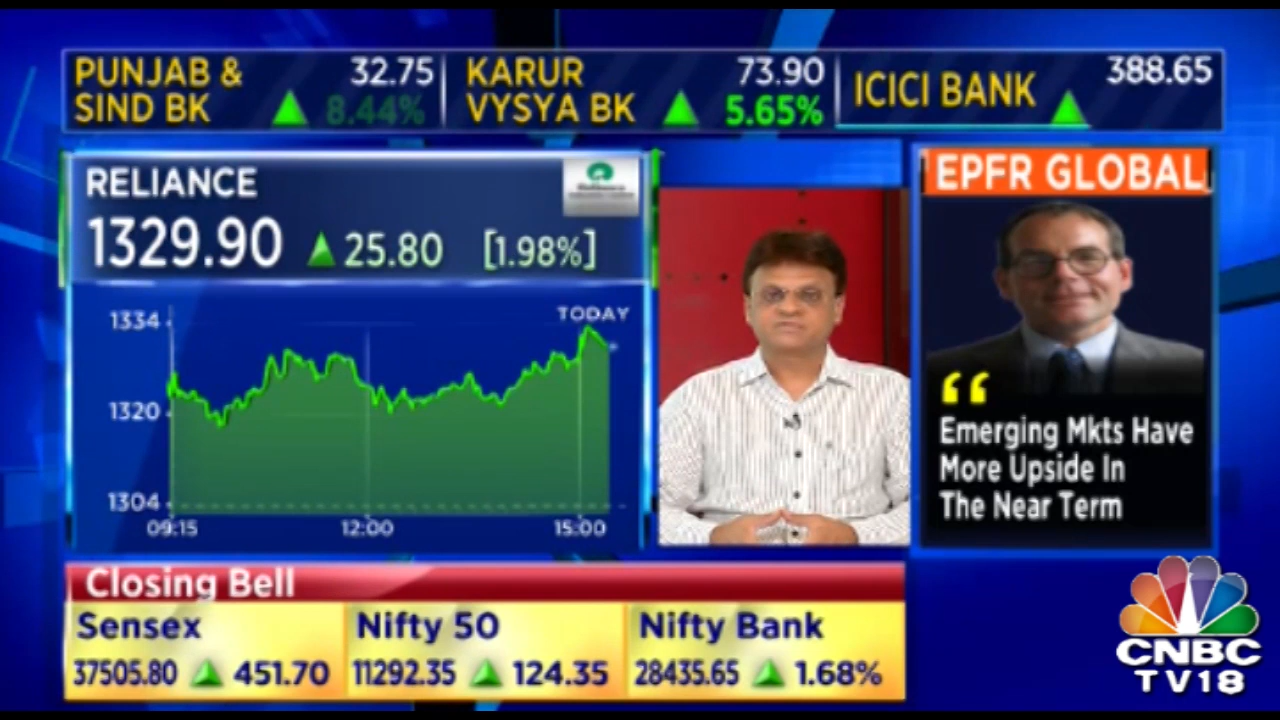 PUNJAB &
SIND BK
32.75
8.44%
KARUR
VYSYA BK
73.90
5.65%
ICICI BANK
388.65
RELIANCE
1329.90 25.80 [1.98%]
Reliance
TODAY
1334
1320
1304
09:15 12:00 15:00
EPFR GLOBAL
“
Emerging Mkts Have
More Upside In
The Near Term
Closing Bell
Sensex
37505.80 451.70
Nifty 50
11292.35 124.35
Nifty Bank
28435.65 1.68%
CNBC
TV18